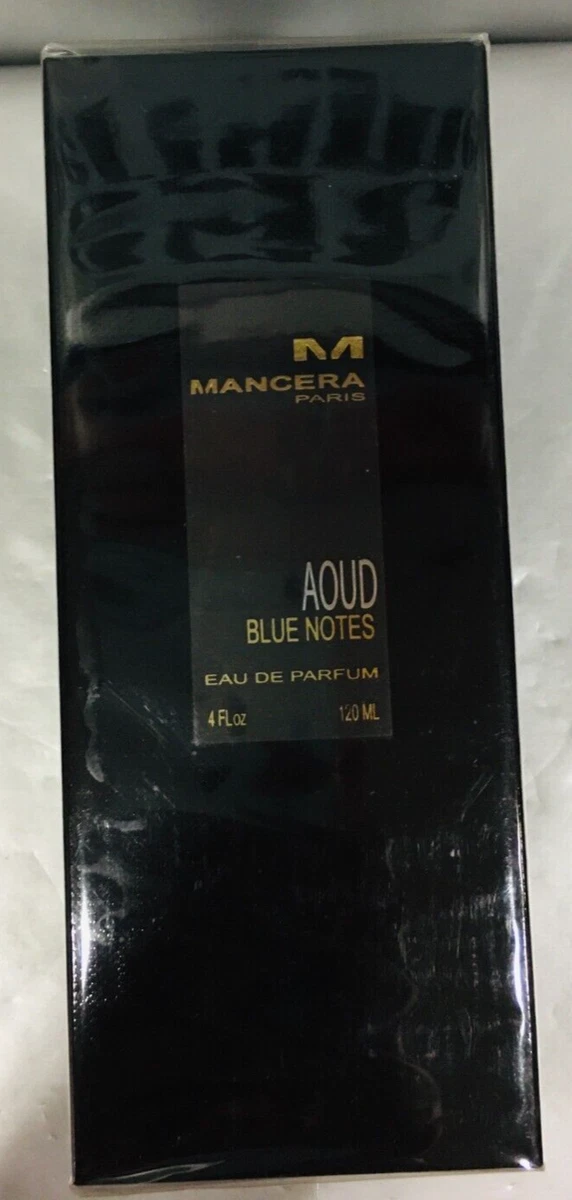 M
MANCERA
PARIS
AOUD
BLUE NOTES
EAU DE PARFUM
4 FLoz 120 ML